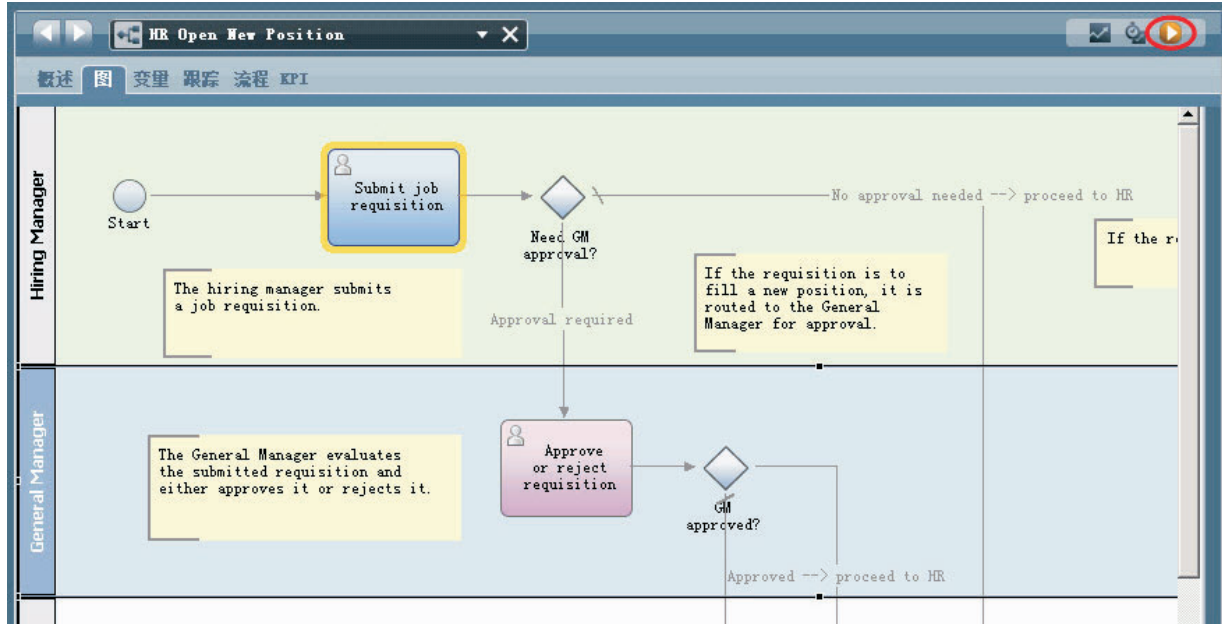 HR Open New Position
概述 图 变量 跟踪 流程 KPI
Hiring Manager
Start
Submit job
requisition
Need GM
approval?
No approval needed --> proceed to HR
The hiring manager submits
a job requisition.
Approval required
If the requisition is to
fill a new position, it is
routed to the General
Manager for approval.
If the
General Manager
The General Manager evaluates
the submitted requisition and
either approves it or rejects it.
Approve
or reject
requisition
GM
approved?
Approved --> proceed to HR